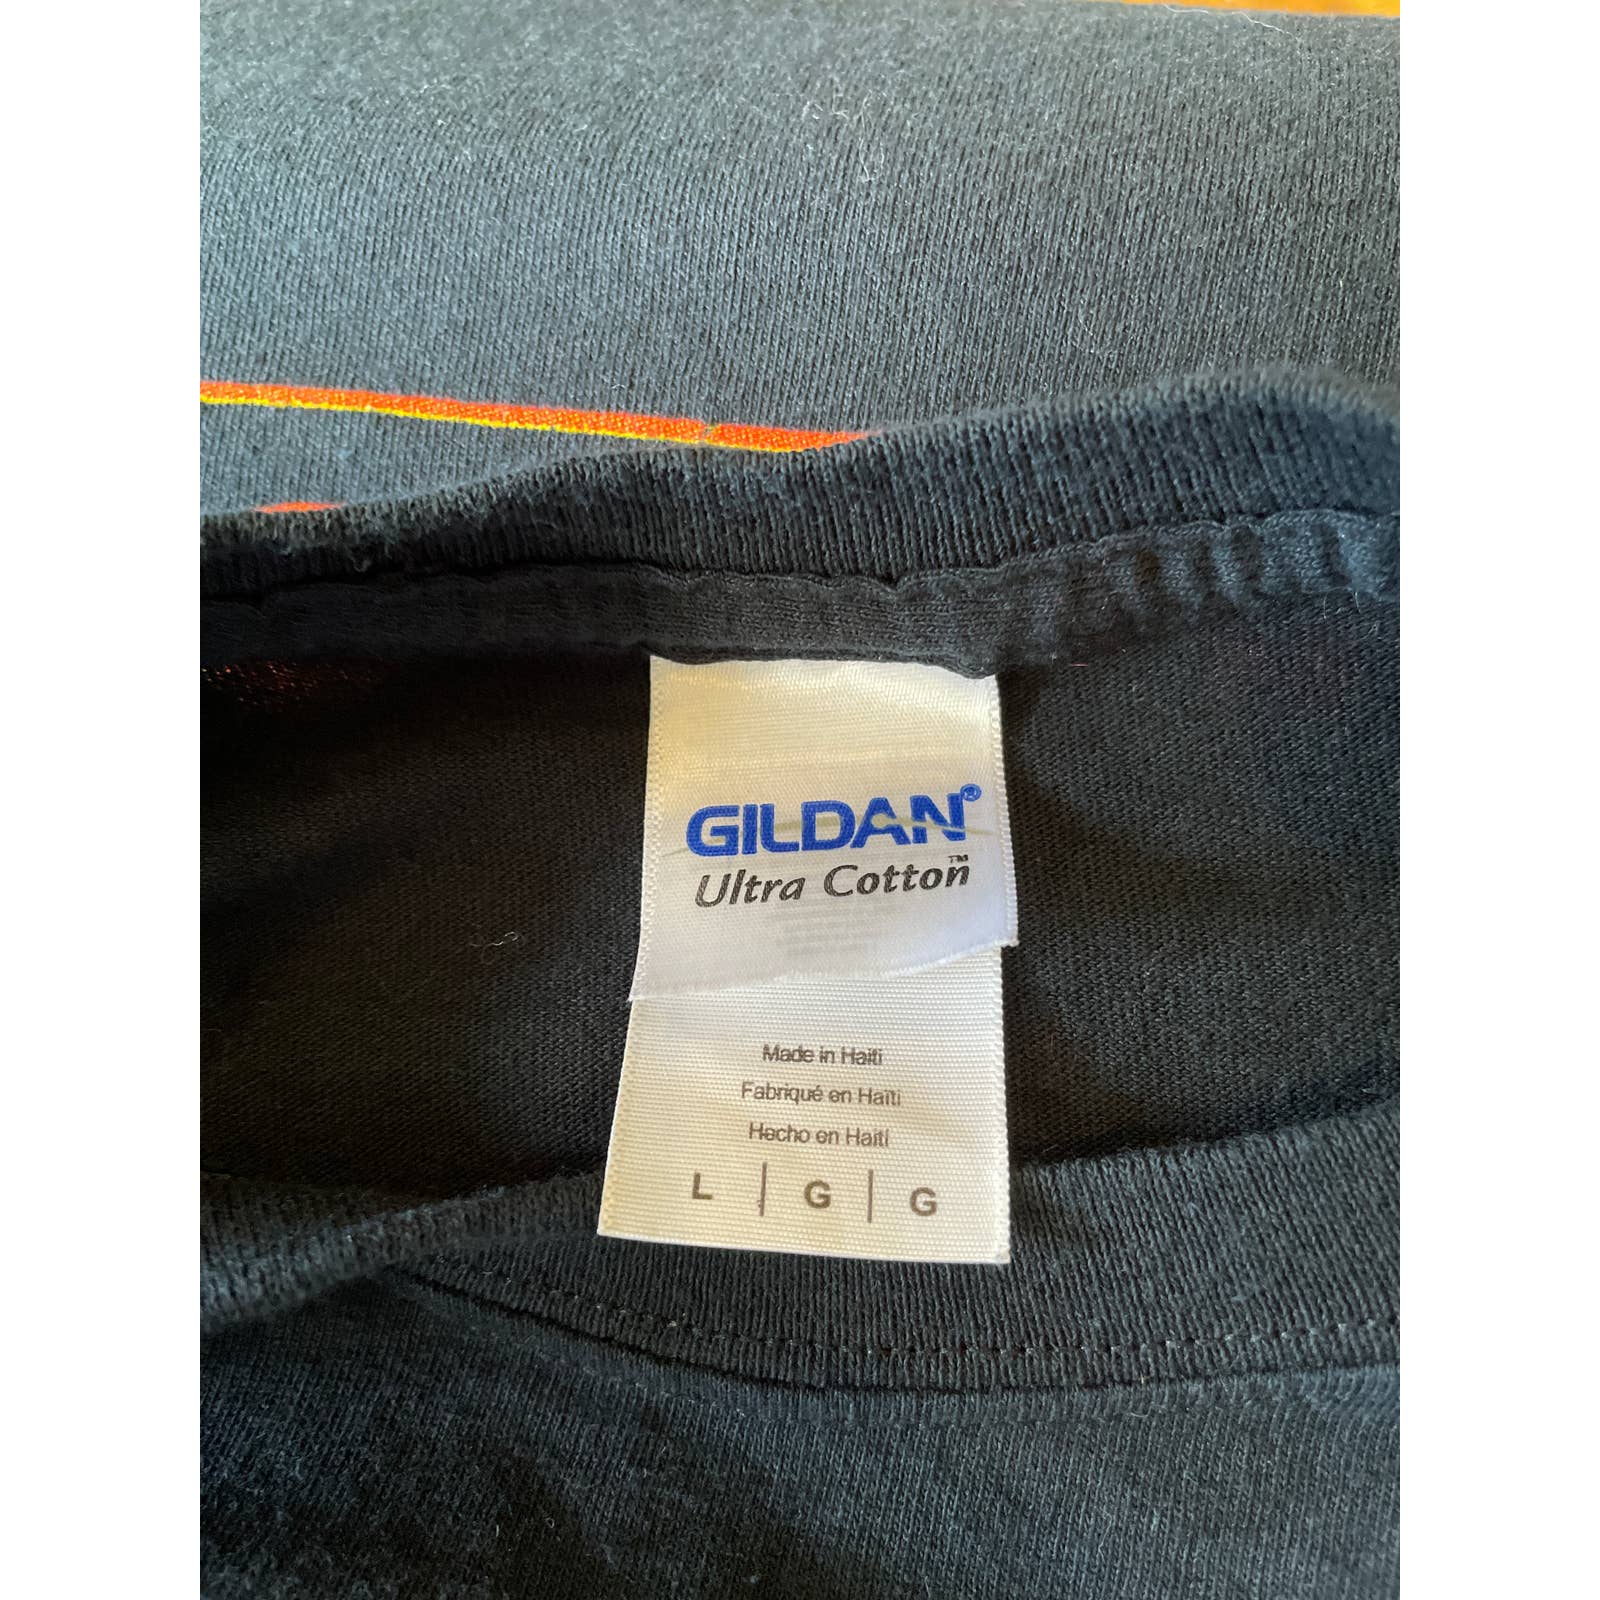 GILDAN®
Ultra Cotton™
Made in Haiti
Fabriqué en Haïti
Hecho en Haití
L | G | G